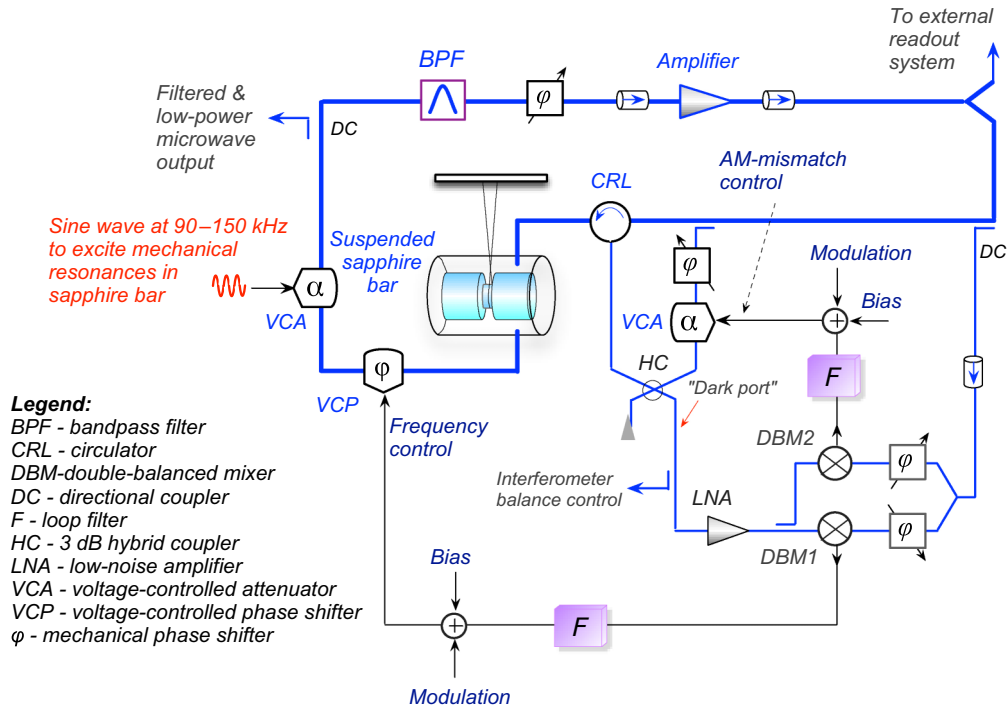 To external
readout
system
BPF
φ
Amplifier
Filtered &
low-power
microwave
output
DC
AM-mismatch
control
CRL
Sine wave at 90–150 kHz
to excite mechanical
resonances in
sapphire bar
Suspended
sapphire
bar
DC
φ
Modulation
α
VCA
VCA
α
Bias
HC
F
φ
VCP
"Dark port"
Legend:
BPF - bandpass filter
CRL - circulator
DBM-double-balanced mixer
DC - directional coupler
F - loop filter
HC - 3 dB hybrid coupler
LNA - low-noise amplifier
VCA - voltage-controlled attenuator
VCP - voltage-controlled phase shifter
φ - mechanical phase shifter
Frequency
control
DBM2
φ
Interferometer
balance control
LNA
φ
DBM1
Bias
F
Modulation